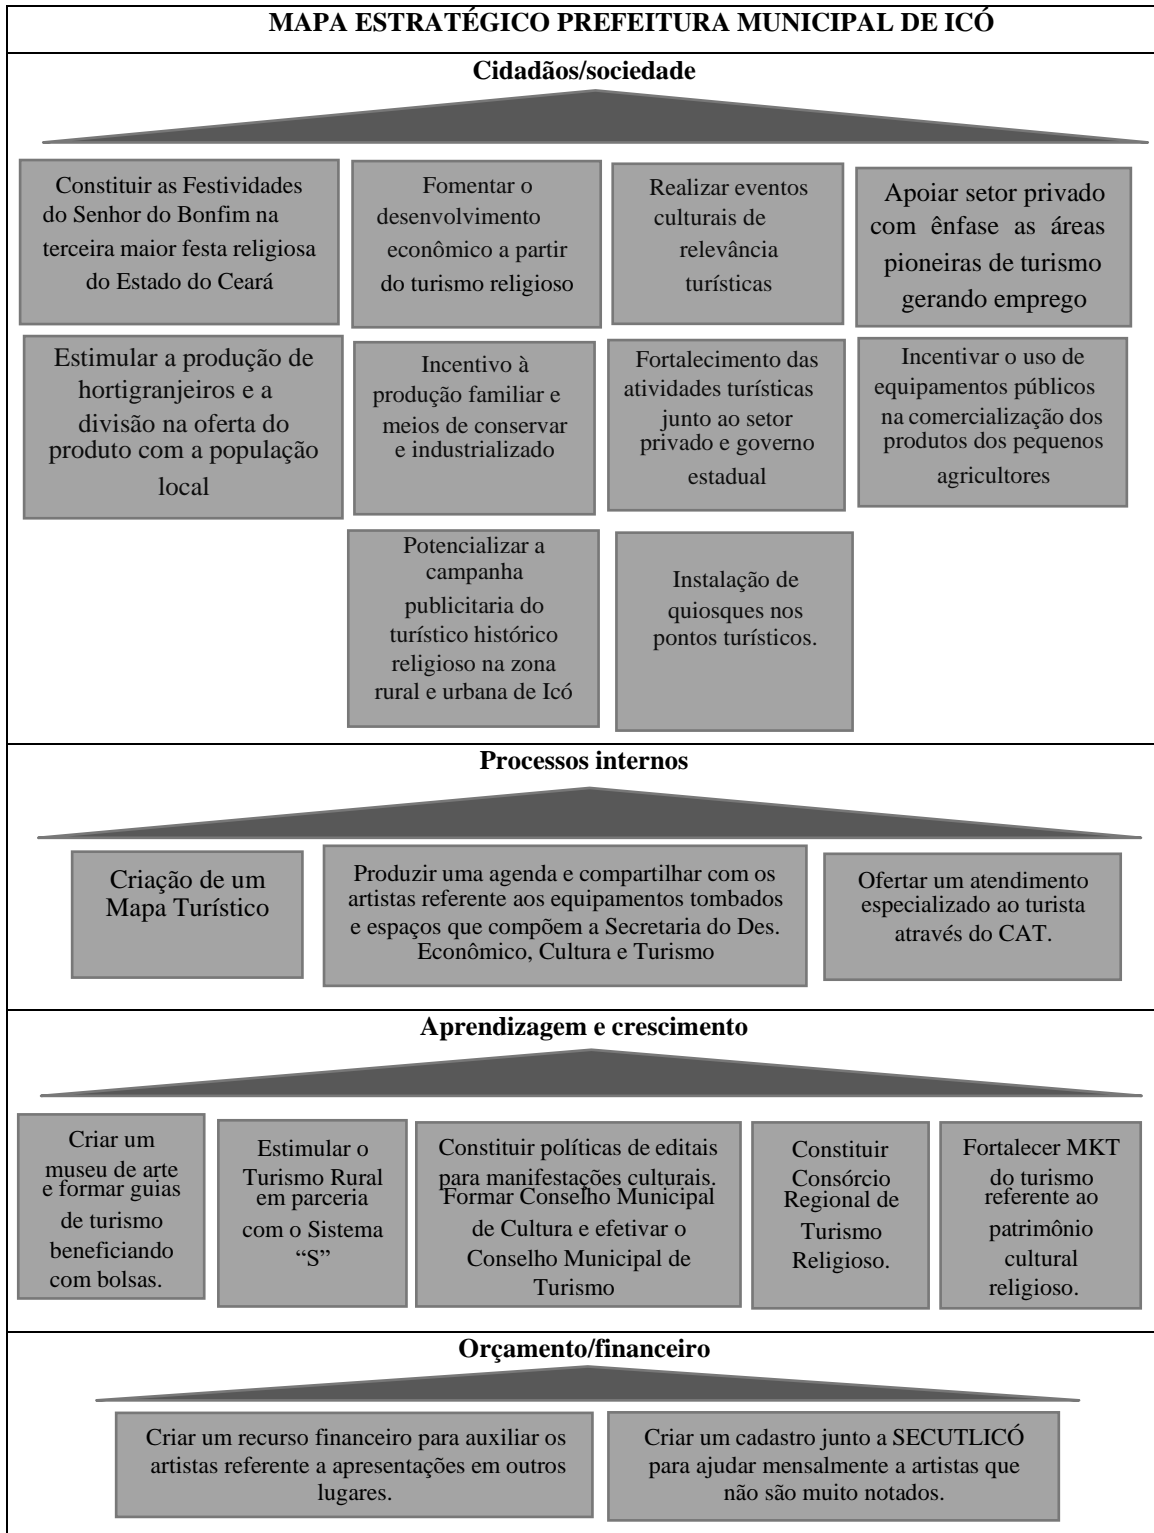 MAPA ESTRATÉGICO PREFEITURA MUNICIPAL DE ICÓ
Cidadãos/sociedade
Constituir as Festividades
do Senhor do Bonfim na
terceira maior festa religiosa
do Estado do Ceará
Fomentar o
desenvolvimento
econômico a partir
do turismo religioso
Realizar eventos
culturais de
relevância
turísticas
Apoiar setor privado
com ênfase as áreas
pioneiras de turismo
gerando emprego
Estimular a produção de
hortigranjeiros e a
divisão na oferta do
produto com a população
local
Incentivo à
produção familiar e
meios de conservar
e industrializado
Fortalecimento das
atividades turísticas
junto ao setor
privado e governo
estadual
Incentivar o uso de
equipamentos públicos
na comercialização dos
produtos dos pequenos
agricultores
Potencializar a
campanha
publicitaria do
turístico histórico
religioso na zona
rural e urbana de Icó
Instalação de
quiosques nos
pontos turísticos.
Processos internos
Criação de um
Mapa Turístico
Produzir uma agenda e compartilhar com os
artistas referente aos equipamentos tombados
e espaços que compõem a Secretaria do Des.
Econômico, Cultura e Turismo
Ofertar um atendimento
especializado ao turista
através do CAT.
Aprendizagem e crescimento
Criar um
museu de arte
e formar guias
de turismo
beneficiando
com bolsas.
Estimular o
Turismo Rural
em parceria
com o Sistema
“S”
Constituir políticas de editais
para manifestações culturais.
Formar Conselho Municipal
de Cultura e efetivar o
Conselho Municipal de
Turismo
Constituir
Consórcio
Regional de
Turismo
Religioso.
Fortalecer MKT
do turismo
referente ao
patrimônio
cultural
religioso.
Orçamento/financeiro
Criar um recurso financeiro para auxiliar os
artistas referente a apresentações em outros
lugares.
Criar um cadastro junto a SECUTLICÓ
para ajudar mensalmente a artistas que
não são muito notados.